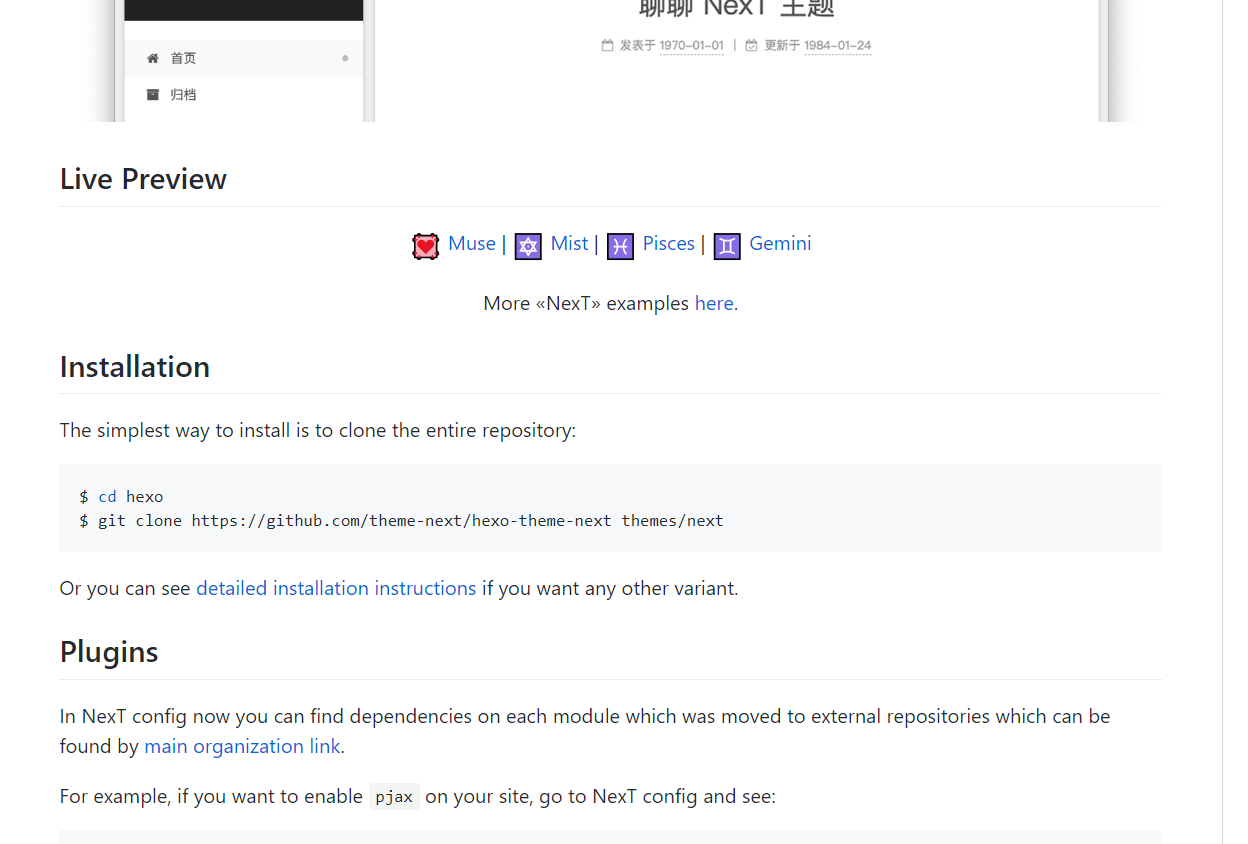 聊聊 NexT 主题
发表于 1970-01-01 | 更新于 1984-01-24
首页
归档
Live Preview
Muse | Mist | Pisces | Gemini
More «NexT» examples here.
Installation
The simplest way to install is to clone the entire repository:
$ cd hexo
$ git clone https://github.com/theme-next/hexo-theme-next themes/next
Or you can see detailed installation instructions if you want any other variant.
Plugins
In NexT config now you can find dependencies on each module which was moved to external repositories which can be
found by main organization link.
For example, if you want to enable pjax on your site, go to NexT config and see: